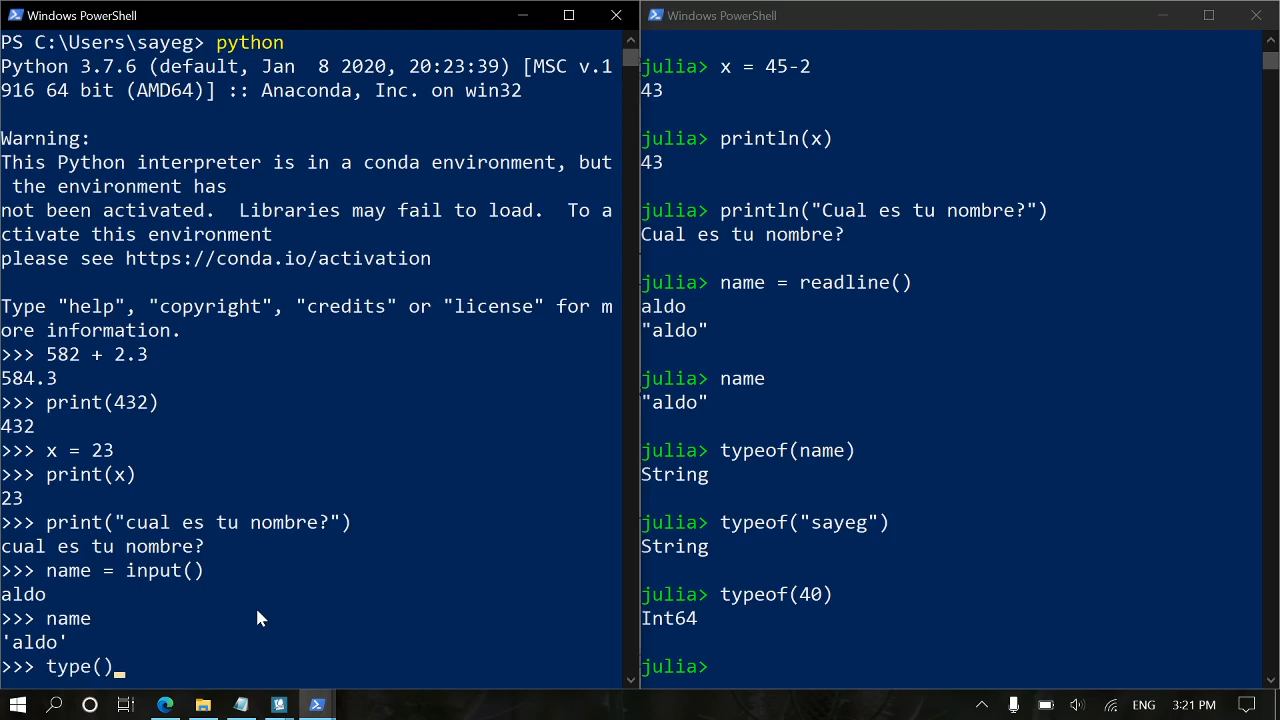 Windows PowerShell
PS C:\Users\sayeg> python
Python 3.7.6 (default, Jan  8 2020, 20:23:39) [MSC v.1
916 64 bit (AMD64)] :: Anaconda, Inc. on win32
Warning:
This Python interpreter is in a conda environment, but
 the environment has
not been activated.  Libraries may fail to load.  To a
ctivate this environment
please see https://conda.io/activation
Type "help", "copyright", "credits" or "license" for m
ore information.
>>> 582 + 2.3
584.3
>>> print(432)
432
>>> x = 23
>>> print(x)
23
>>> print("cual es tu nombre?")
cual es tu nombre?
>>> name = input()
aldo
>>> name
'aldo'
>>> type()
Windows PowerShell
julia> x = 45-2
43
julia> println(x)
43
julia> println("Cual es tu nombre?")
Cual es tu nombre?
julia> name = readline()
aldo
"aldo"
julia> name
"aldo"
julia> typeof(name)
String
julia> typeof("sayeg")
String
julia> typeof(40)
Int64
julia>
ENG 3:21 PM